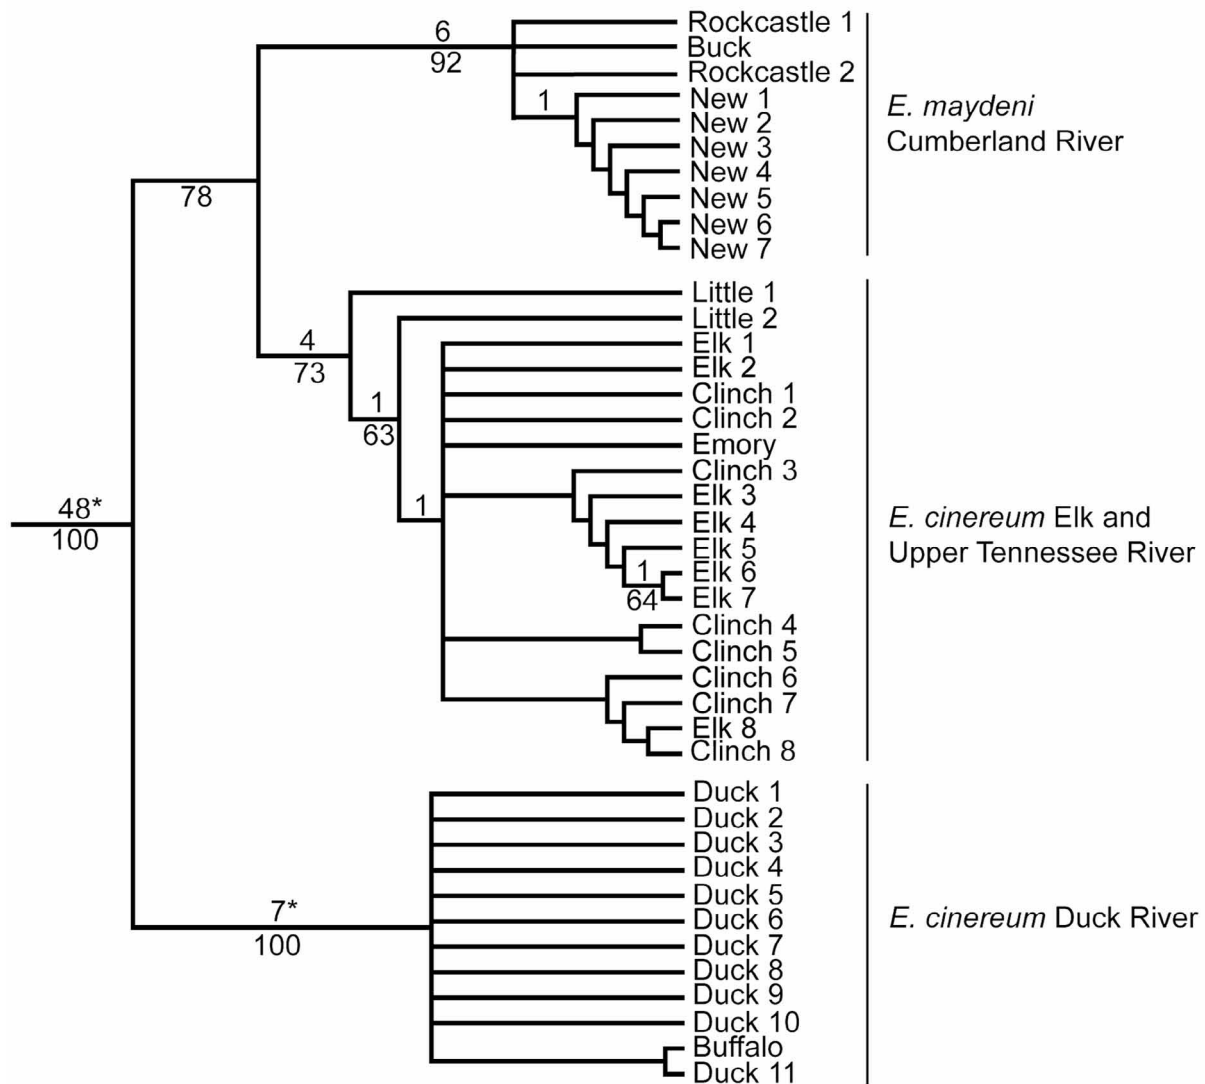 6
92
Rockcastle 1
Buck
Rockcastle 2
1
New 1
New 2
New 3
New 4
New 5
New 6
New 7
E. maydeni
Cumberland River
78
Little 1
Little 2
4
73
1
63
1
Elk 1
Elk 2
Clinch 1
Clinch 2
Emory
Clinch 3
Elk 3
Elk 4
Elk 5
1
64
Elk 6
Elk 7
Clinch 4
Clinch 5
Clinch 6
Clinch 7
Elk 8
Clinch 8
E. cinereum Elk and
Upper Tennessee River
48*
100
7*
100
Duck 1
Duck 2
Duck 3
Duck 4
Duck 5
Duck 6
Duck 7
Duck 8
Duck 9
Duck 10
Buffalo
Duck 11
E. cinereum Duck River